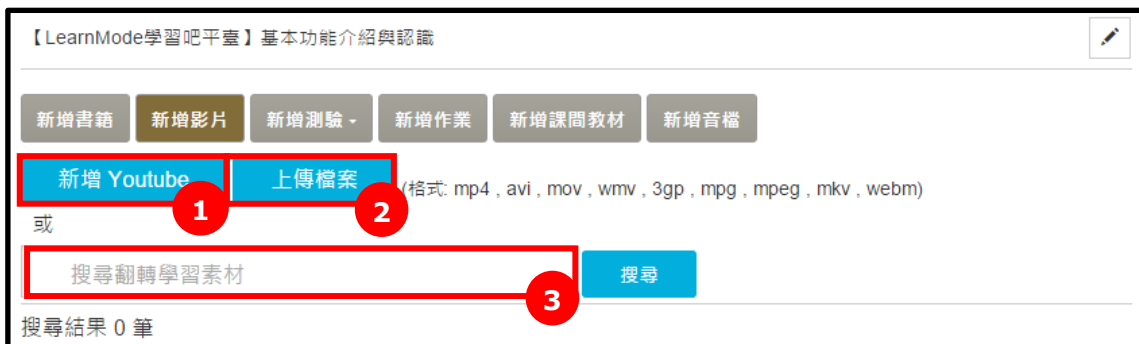 【LearnMode學習吧平臺】基本功能介紹與認識
新增書籍 新增影片 新增測驗 新增作業 新增課間教材 新增音檔
新增 Youtube 上傳檔案 (格式: mp4 , avi , mov , wmv , 3gp , mpg , mpeg , mkv , webm)
1 2
或
搜尋翻轉學習素材 搜尋
3
搜尋結果 0 筆